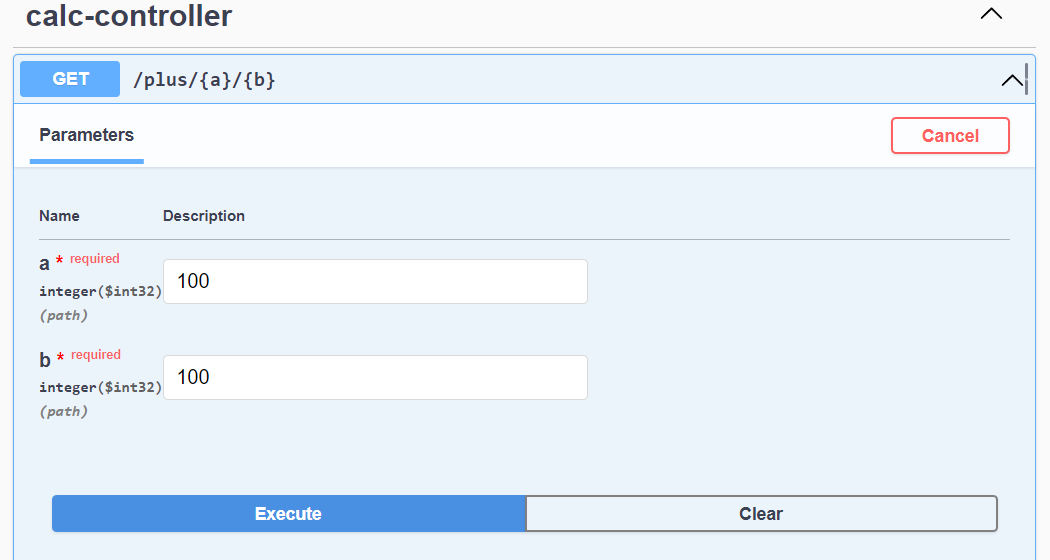 calc-controller
GET /plus/{a}/{b}
Parameters Cancel
Name Description
a * required
integer($int32) 100
(path)
b * required
integer($int32) 100
(path)
Execute Clear